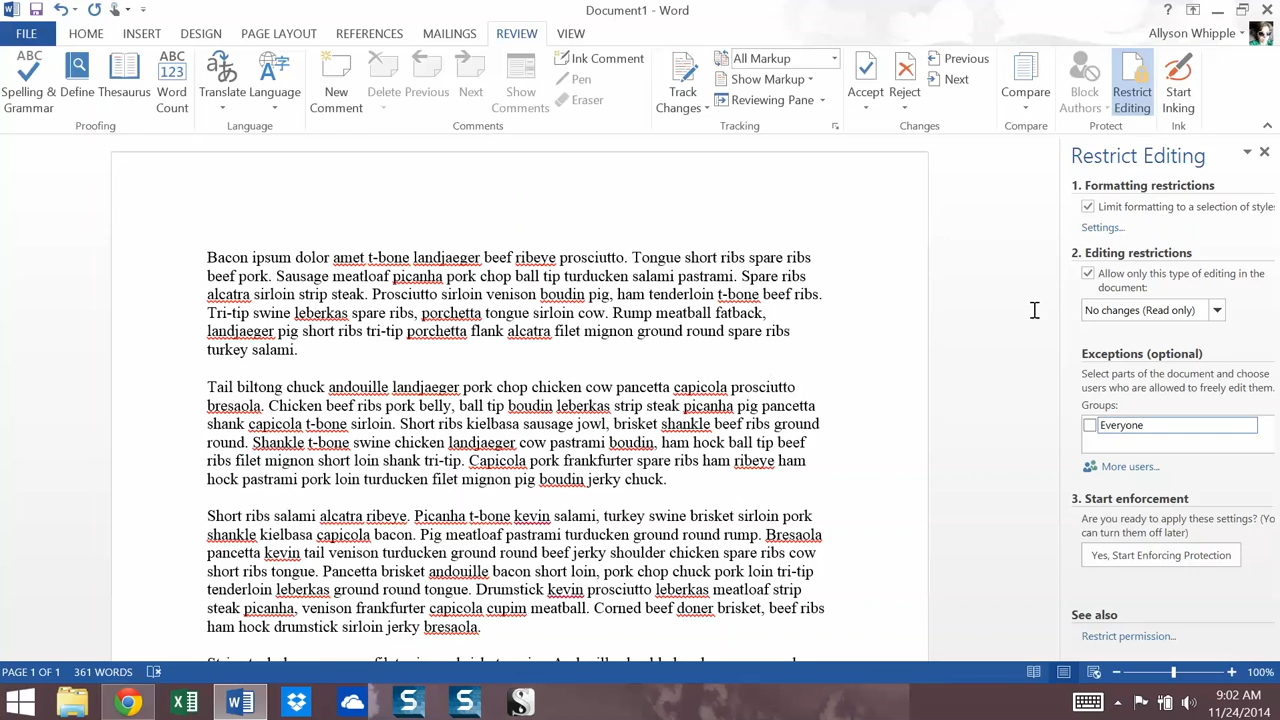 Document1 - Word
?
FILE HOME INSERT DESIGN PAGE LAYOUT REFERENCES MAILINGS REVIEW VIEW Allyson Whipple
ABC Spelling & Grammar
Define
Thesaurus
ABC 123 Word Count
Proofing
Translate
Language
Language
New Comment
Delete
Previous
Next
Show Comments
Ink Comment
Pen
Eraser
Comments
Track Changes
All Markup
Show Markup
Reviewing Pane
Tracking
Accept
Reject
Previous
Next
Changes
Compare
Compare
Block Authors
Restrict Editing
Protect
Start Inking
Ink
Bacon ipsum dolor amet t-bone landjaeger beef ribeye prosciutto. Tongue short ribs spare ribs
beef pork. Sausage meatloaf picanha pork chop ball tip turducken salami pastrami. Spare ribs
alcatra sirloin strip steak. Prosciutto sirloin venison boudin pig, ham tenderloin t-bone beef ribs.
Tri-tip swine leberkas spare ribs, porchetta tongue sirloin cow. Rump meatball fatback,
landjaeger pig short ribs tri-tip porchetta flank alcatra filet mignon ground round spare ribs
turkey salami.
Tail biltong chuck andouille landjaeger pork chop chicken cow pancetta capicola prosciutto
bresaola. Chicken beef ribs pork belly, ball tip boudin leberkas strip steak picanha pig pancetta
shank capicola t-bone sirloin. Short ribs kielbasa sausage jowl, brisket shankle beef ribs ground
round. Shankle t-bone swine chicken landjaeger cow pastrami boudin, ham hock ball tip beef
ribs filet mignon short loin shank tri-tip. Capicola pork frankfurter spare ribs ham ribeye ham
hock pastrami pork loin turducken filet mignon pig boudin jerky chuck.
Short ribs salami alcatra ribeye. Picanha t-bone kevin salami, turkey swine brisket sirloin pork
shankle kielbasa capicola bacon. Pig meatloaf pastrami turducken ground round rump. Bresaola
pancetta kevin tail venison turducken ground round beef jerky shoulder chicken spare ribs cow
short ribs tongue. Pancetta brisket andouille bacon short loin, pork chop chuck pork loin tri-tip
tenderloin leberkas ground round tongue. Drumstick kevin prosciutto leberkas meatloaf strip
steak picanha, venison frankfurter capicola cupim meatball. Corned beef doner brisket, beef ribs
ham hock drumstick sirloin jerky bresaola.
Restrict Editing
1. Formatting restrictions
Limit formatting to a selection of style
Settings...
2. Editing restrictions
Allow only this type of editing in the
document:
No changes (Read only)
Exceptions (optional)
Select parts of the document and choose
users who are allowed to freely edit them.
Groups:
Everyone
More users...
3. Start enforcement
Are you ready to apply these settings? (Yo
can turn them off later)
Yes, Start Enforcing Protection
See also
Restrict permission...
PAGE 1 OF 1 361 WORDS 100%
9:02 AM
11/24/2014